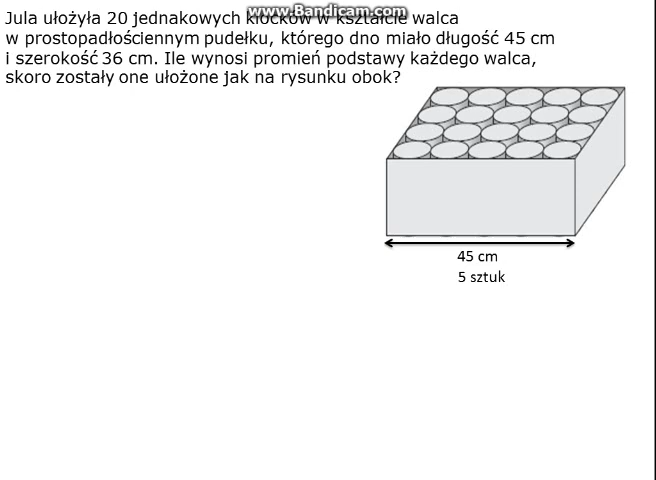 www.Bandicam.com
Jula ułożyła 20 jednakowych klocków w kształcie walca
w prostopadłościennym pudełku, którego dno miało długość 45 cm
i szerokość 36 cm. Ile wynosi promień podstawy każdego walca,
skoro zostały one ułożone jak na rysunku obok?
45 cm
5 sztuk